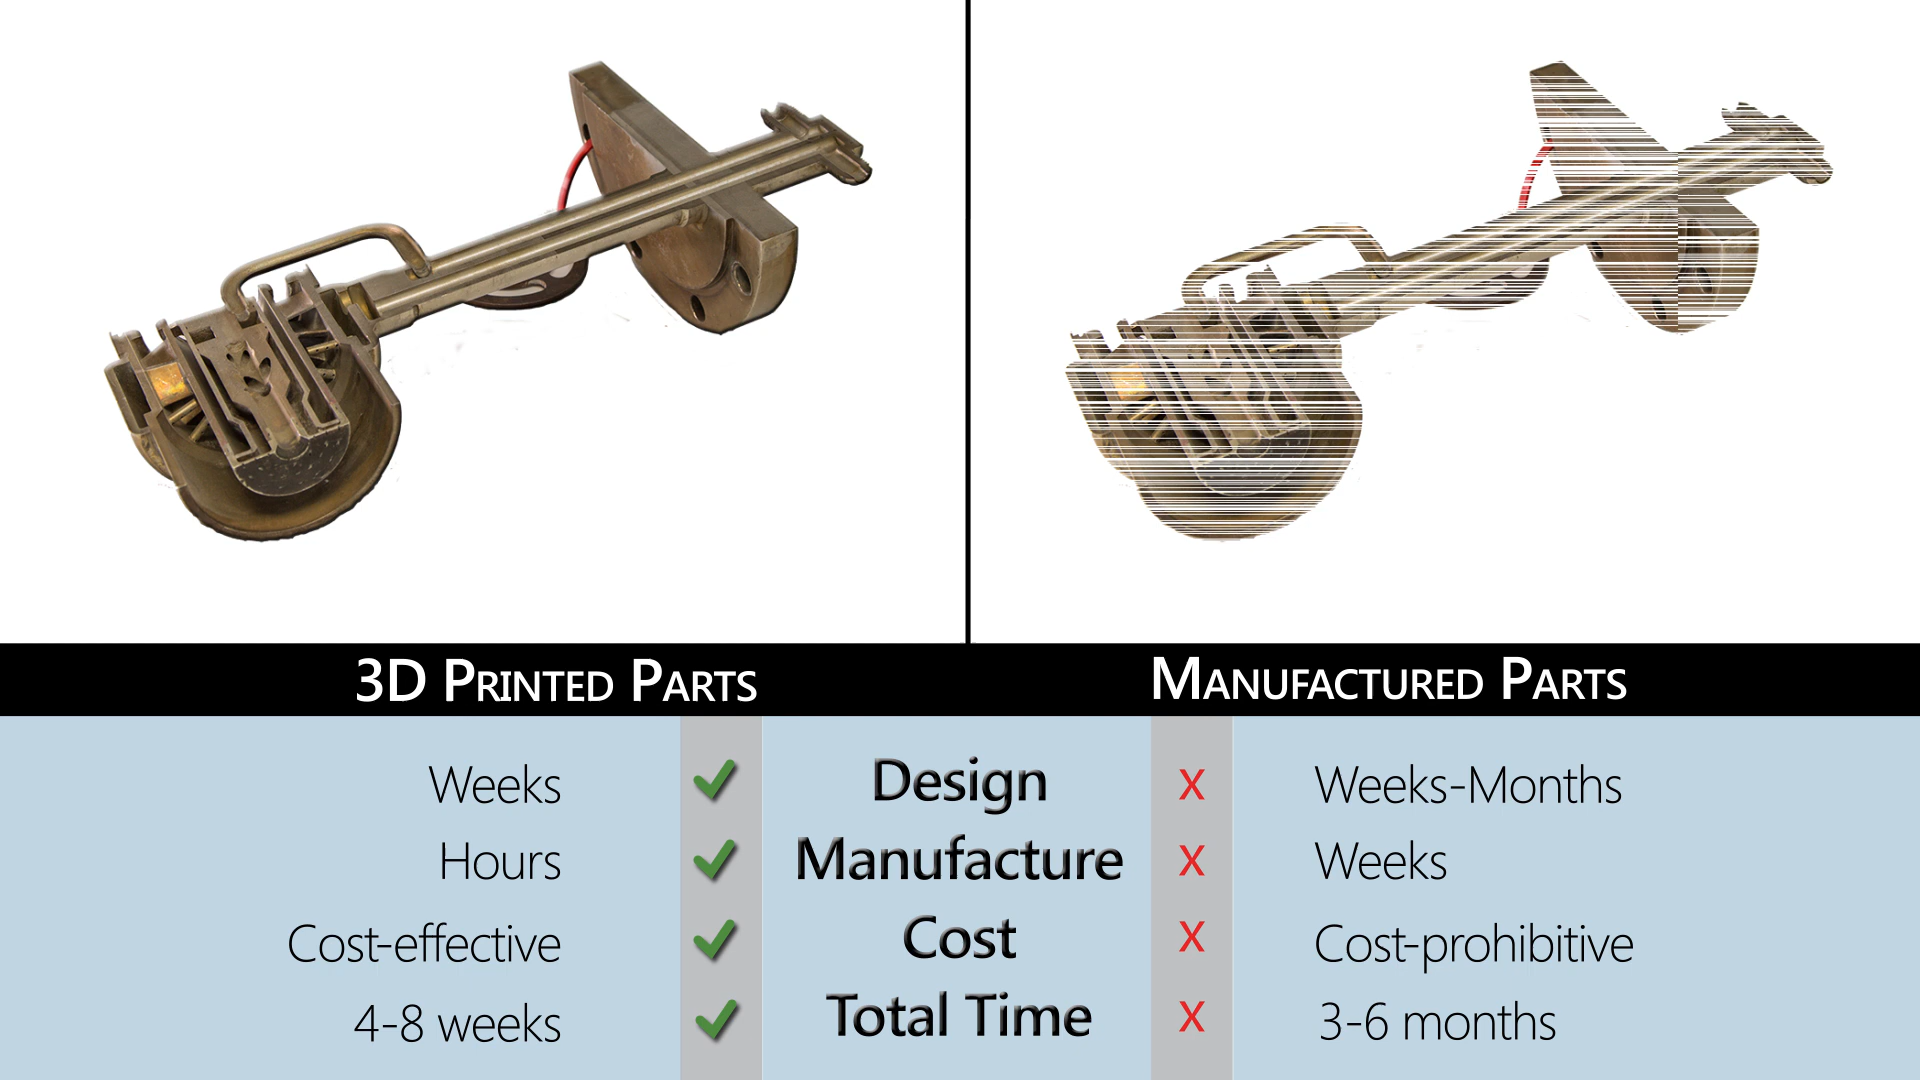 3D Printed Parts
Manufactured Parts
Weeks ✓ Design X Weeks-Months
Hours ✓ Manufacture X Weeks
Cost-effective ✓ Cost X Cost-prohibitive
4-8 weeks ✓ Total Time X 3-6 months